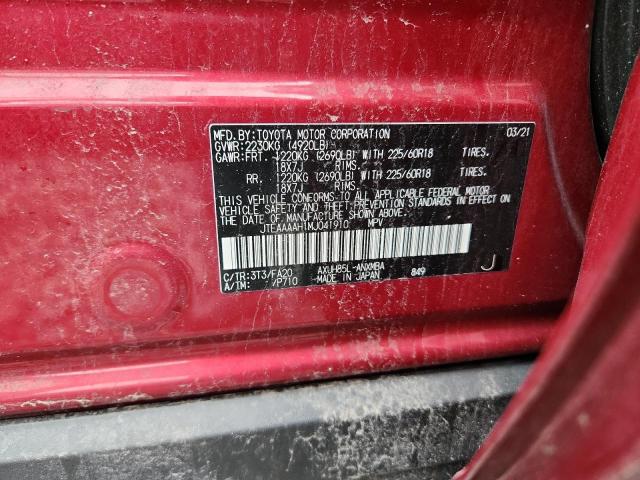 MFD.BY:TOYOTA MOTOR CORPORATION 03/21
GVWR:2230KG (4920LB)
GAWR:FRT. 1220KG (2690LB) WITH 225/60R18 TIRES.
18X7J RIMS.
RR. 1220KG (2690LB) WITH 225/60R18 TIRES.
18X7J RIMS.
THIS VEHICLE CONFORMS TO ALL APPLICABLE FEDERAL MOTOR
VEHICLE SAFETY AND THEFT PREVENTION STANDARDS IN EFFECT
ON THE DATE OF MANUFACTURE SHOWN ABOVE.
JTEAAAAH1MJ041910 MPV
C/TR:3T3/FA20 AXUH85L-ANXMBA 849
A/TM: /P710 MADE IN JAPAN J